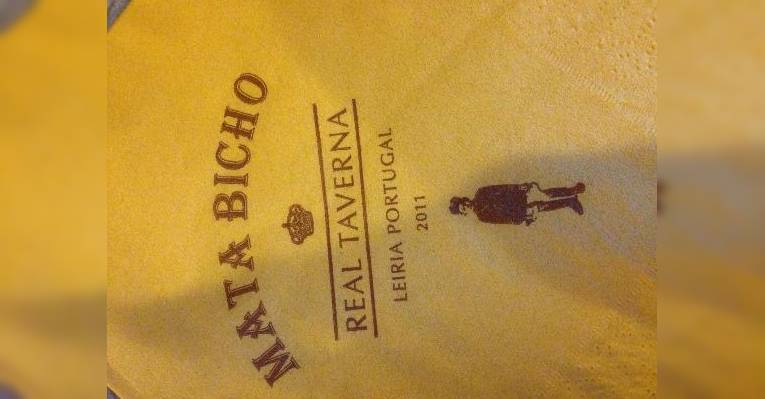 MATA BICHO
REAL TAVERNA
LEIRIA PORTUGAL
2011